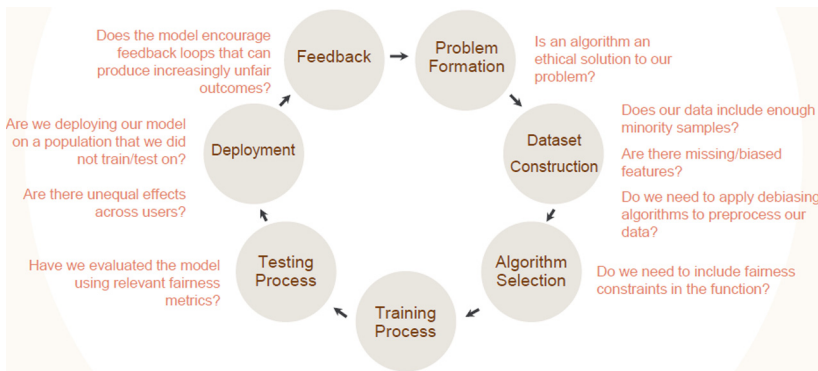 Does the model encourage
feedback loops that can
produce increasingly unfair
outcomes?
Feedback
Problem
Formation
Is an algorithm an
ethical solution to our
problem?
Are we deploying our model
on a population that we did
not train/test on?
Are there unequal effects
across users?
Deployment
Dataset
Construction
Does our data include enough
minority samples?
Are there missing/biased
features?
Do we need to apply debiasing
algorithms to preprocess our
data?
Have we evaluated the model
using relevant fairness
metrics?
Testing
Process
Training
Process
Algorithm
Selection
Do we need to include fairness
constraints in the function?